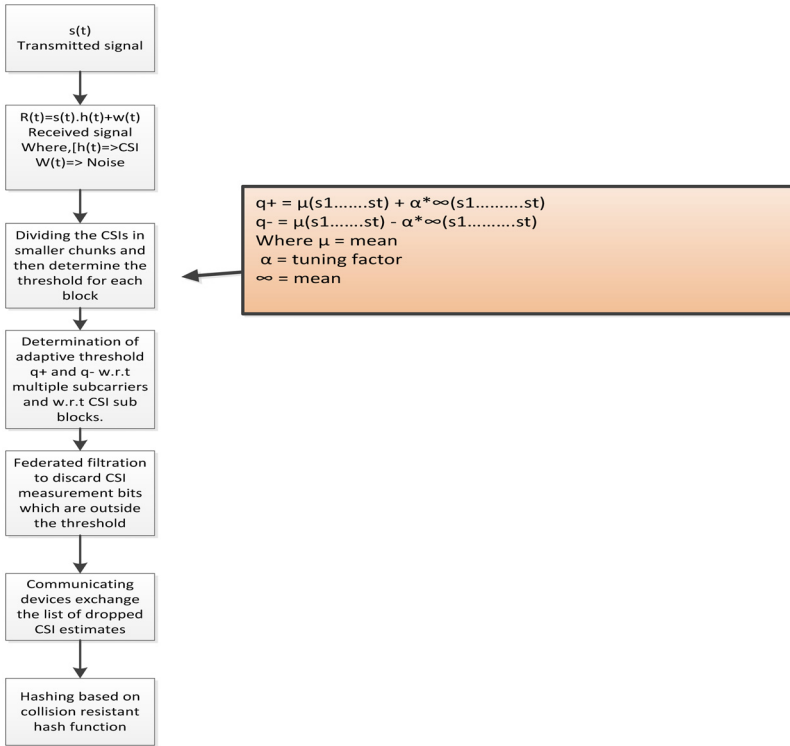 s(t)
Transmitted signal
R(t)=s(t).h(t)+w(t)
Received signal
Where,[h(t)=>CSI
W(t)=> Noise
Dividing the CSIs in
smaller chunks and
then determine the
threshold for each
block
q+ = μ(s1.......st) + α*∞(s1..........st)
q- = μ(s1.......st) - α*∞(s1..........st)
Where μ = mean
α = tuning factor
∞ = mean
Determination of
adaptive threshold
q+ and q- w.r.t
multiple subcarriers
and w.r.t CSI sub
blocks.
Federated filtration
to discard CSI
measurement bits
which are outside
the threshold
Communicating
devices exchange
the list of dropped
CSI estimates
Hashing based on
collision resistant
hash function